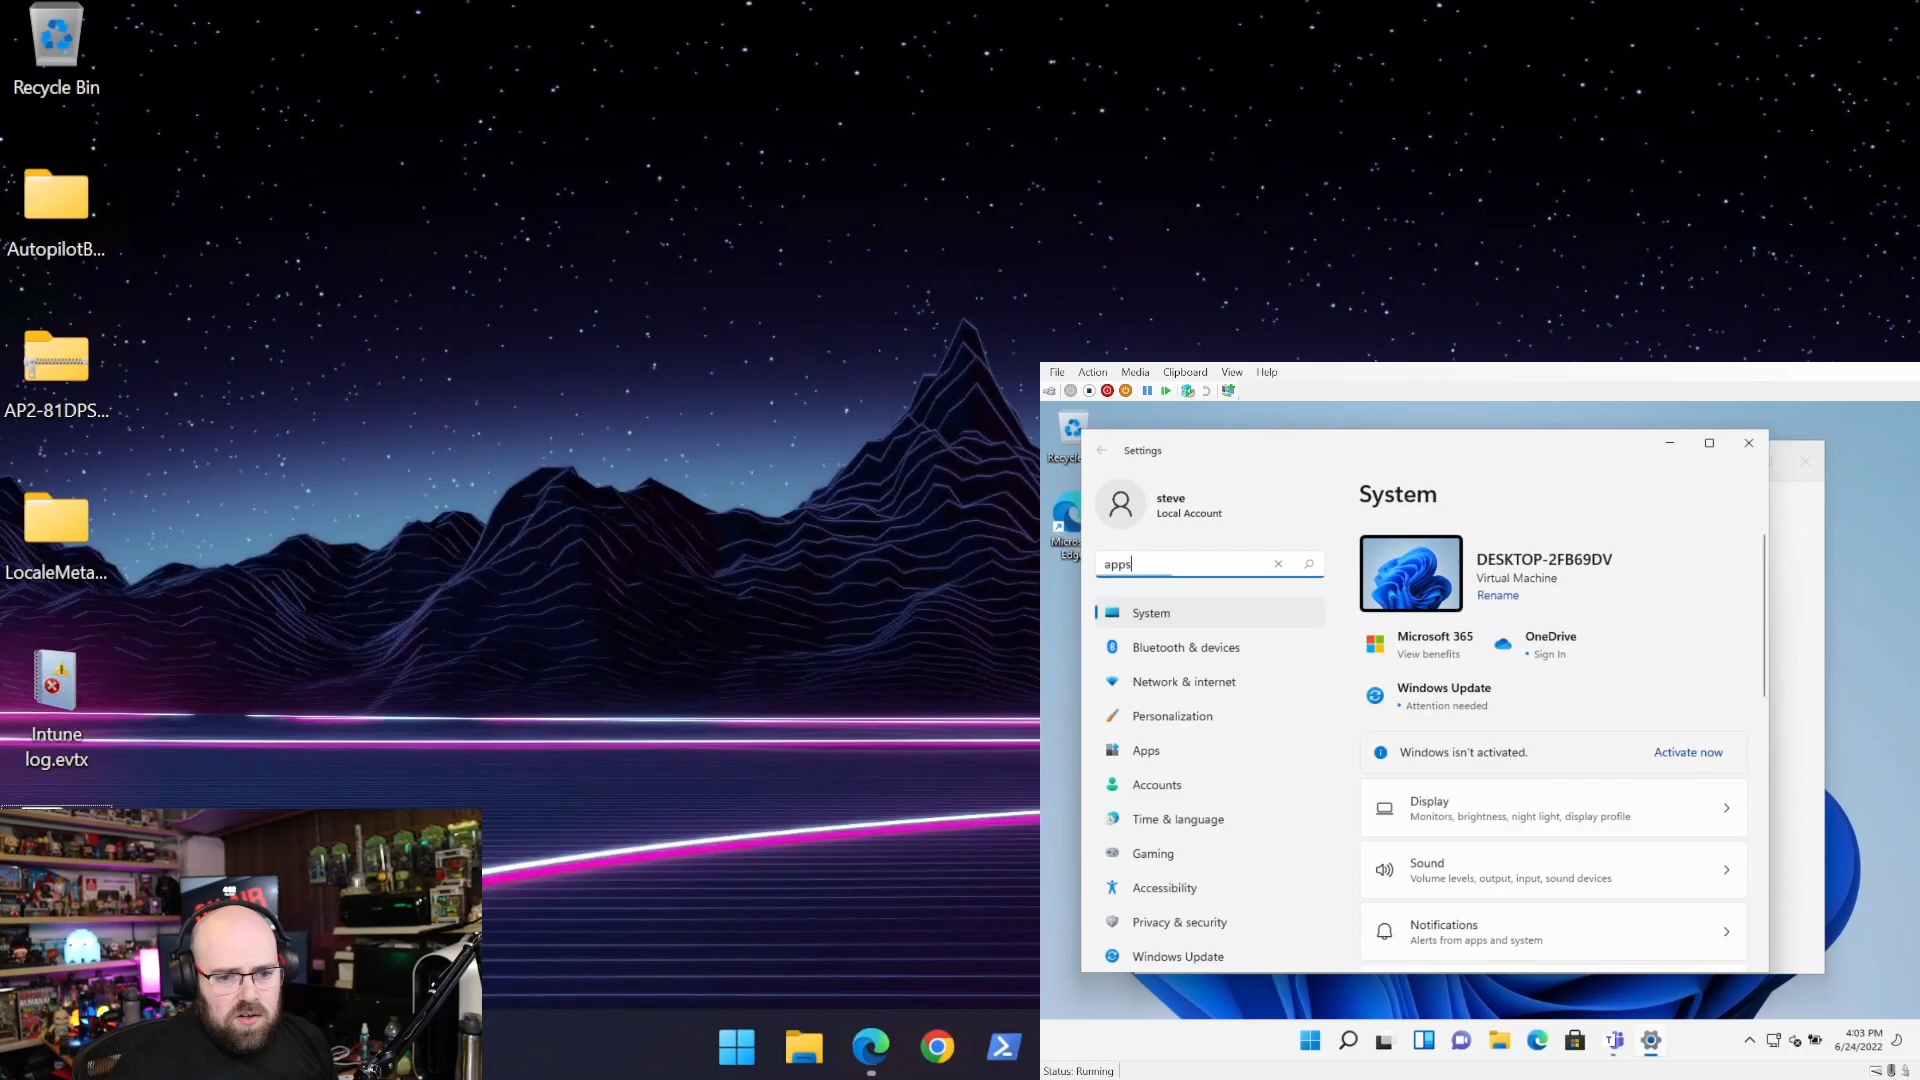 Recycle Bin
AutopilotB...
AP2-81DPS...
LocaleMeta...
Intune
log.evtx
File Action Media Clipboard View Help
Recycle
Micros
Edg
Settings
steve
Local Account
apps
System
Bluetooth & devices
Network & internet
Personalization
Apps
Accounts
Time & language
Gaming
Accessibility
Privacy & security
Windows Update
System
DESKTOP-2FB69DV
Virtual Machine
Rename
Microsoft 365
View benefits
OneDrive
• Sign In
Windows Update
• Attention needed
Windows isn't activated.
Activate now
Display
Monitors, brightness, night light, display profile
Sound
Volume levels, output, input, sound devices
Notifications
Alerts from apps and system
4:03 PM
6/24/2022
Status: Running